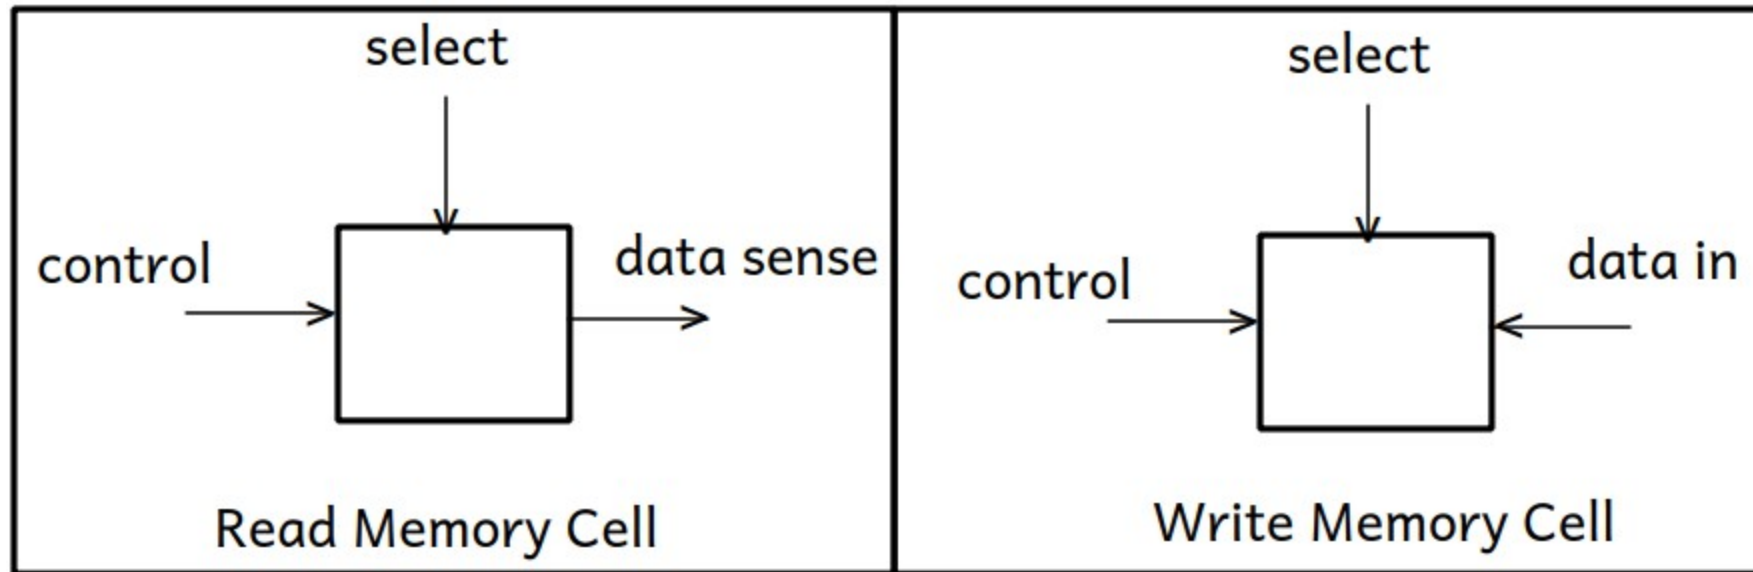 select
control
data sense
Read Memory Cell
select
control
data in
Write Memory Cell